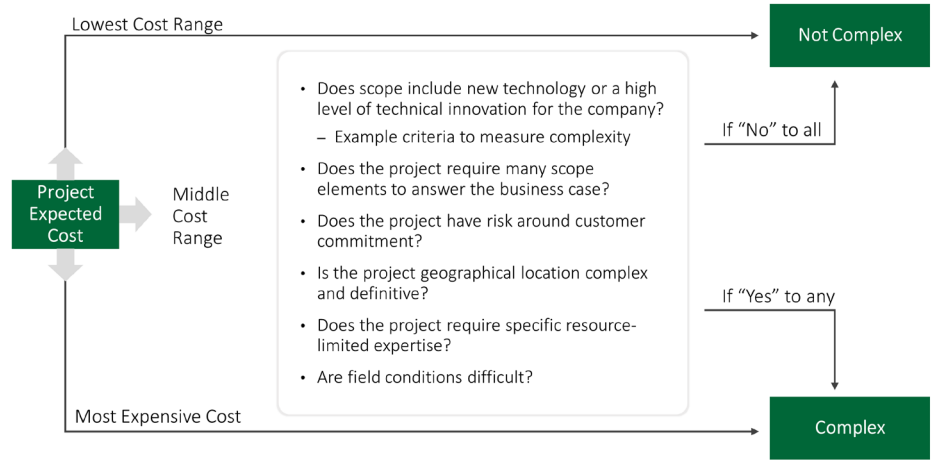 Lowest Cost Range
Not Complex
• Does scope include new technology or a high
level of technical innovation for the company?
– Example criteria to measure complexity
If "No" to all
• Does the project require many scope
elements to answer the business case?
Project
Expected
Cost
Middle
Cost
Range
• Does the project have risk around customer
commitment?
• Is the project geographical location complex
and definitive?
If "Yes" to any
• Does the project require specific resource-
limited expertise?
• Are field conditions difficult?
Most Expensive Cost
Complex